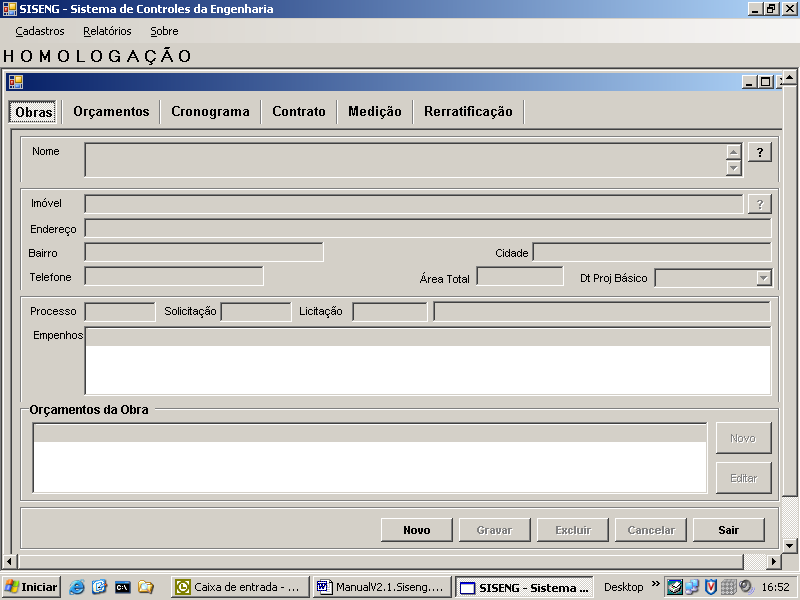 SISENG - Sistema de Controles da Engenharia
Cadastros Relatórios Sobre
HOMOLOGAÇÃO
Obras Orçamentos Cronograma Contrato Medição Rerratificação
Nome ?
Imóvel ?
Endereço
Bairro Cidade
Telefone Área Total Dt Proj Básico
Processo Solicitação Licitação
Empenhos
Orçamentos da Obra
Novo
Editar
Novo Gravar Excluir Cancelar Sair
Iniciar Caixa de entrada - ... ManualV2.1.Siseng.... SISENG - Sistema ... Desktop » 16:52